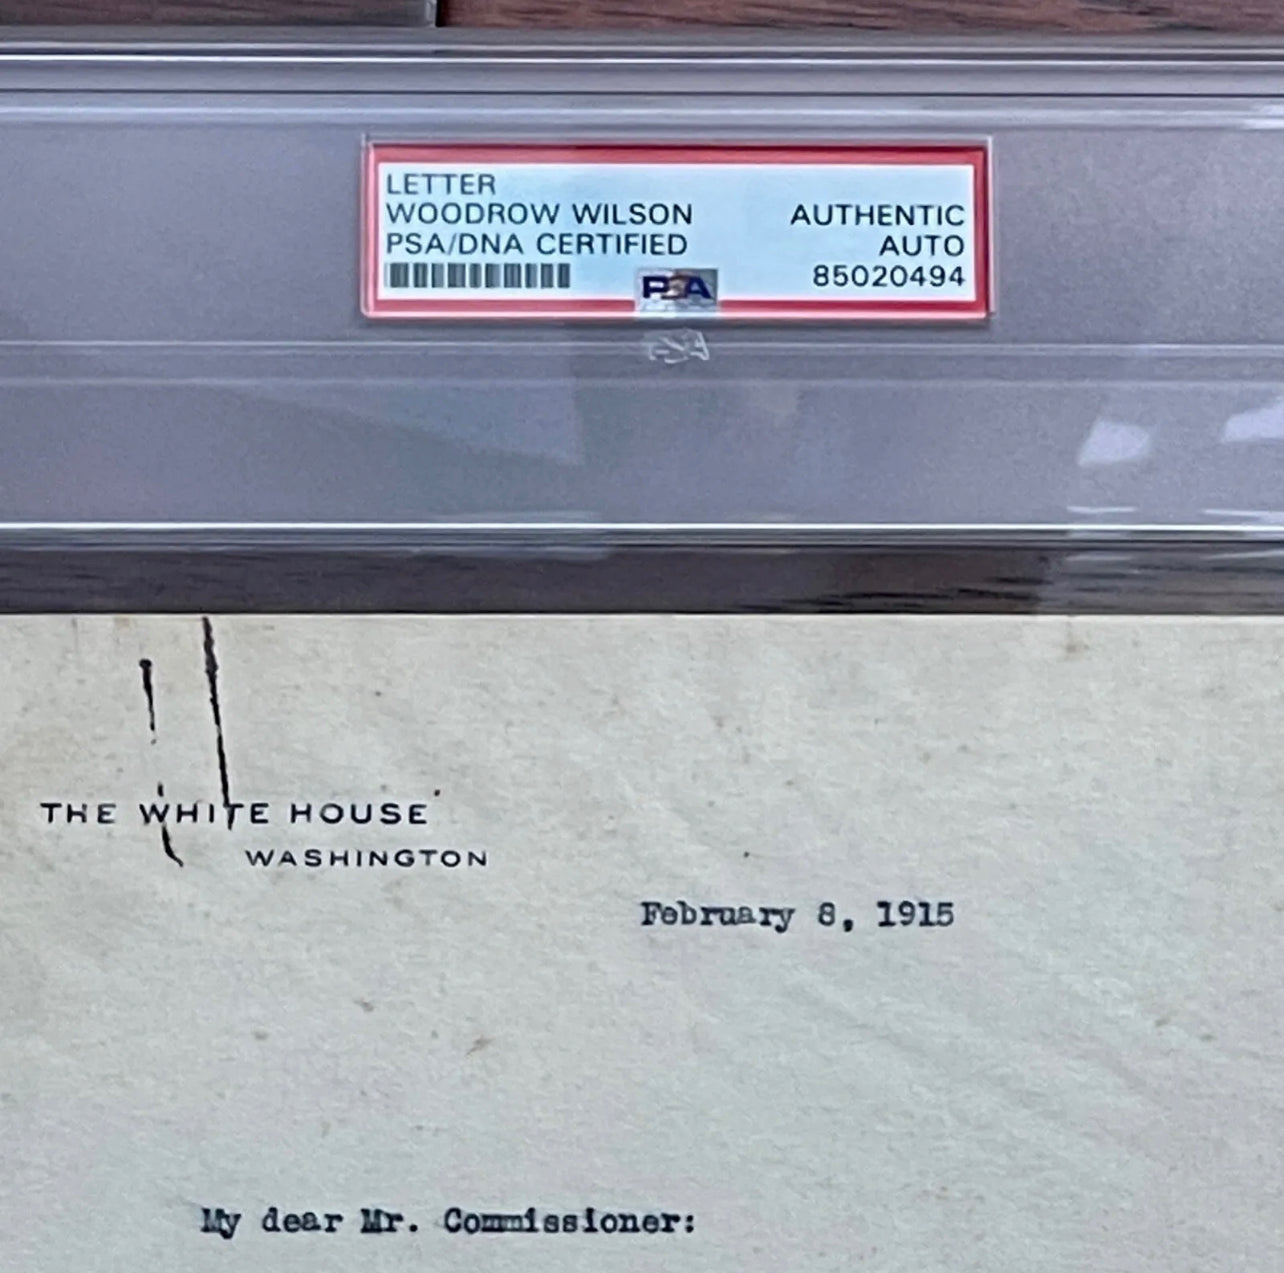 LETTER
WOODROW WILSON
PSA/DNA CERTIFIED
AUTHENTIC
AUTO
85020494
PSA
PSA
THE WHITE HOUSE
WASHINGTON
February 8, 1915
My dear Mr. Commissioner: